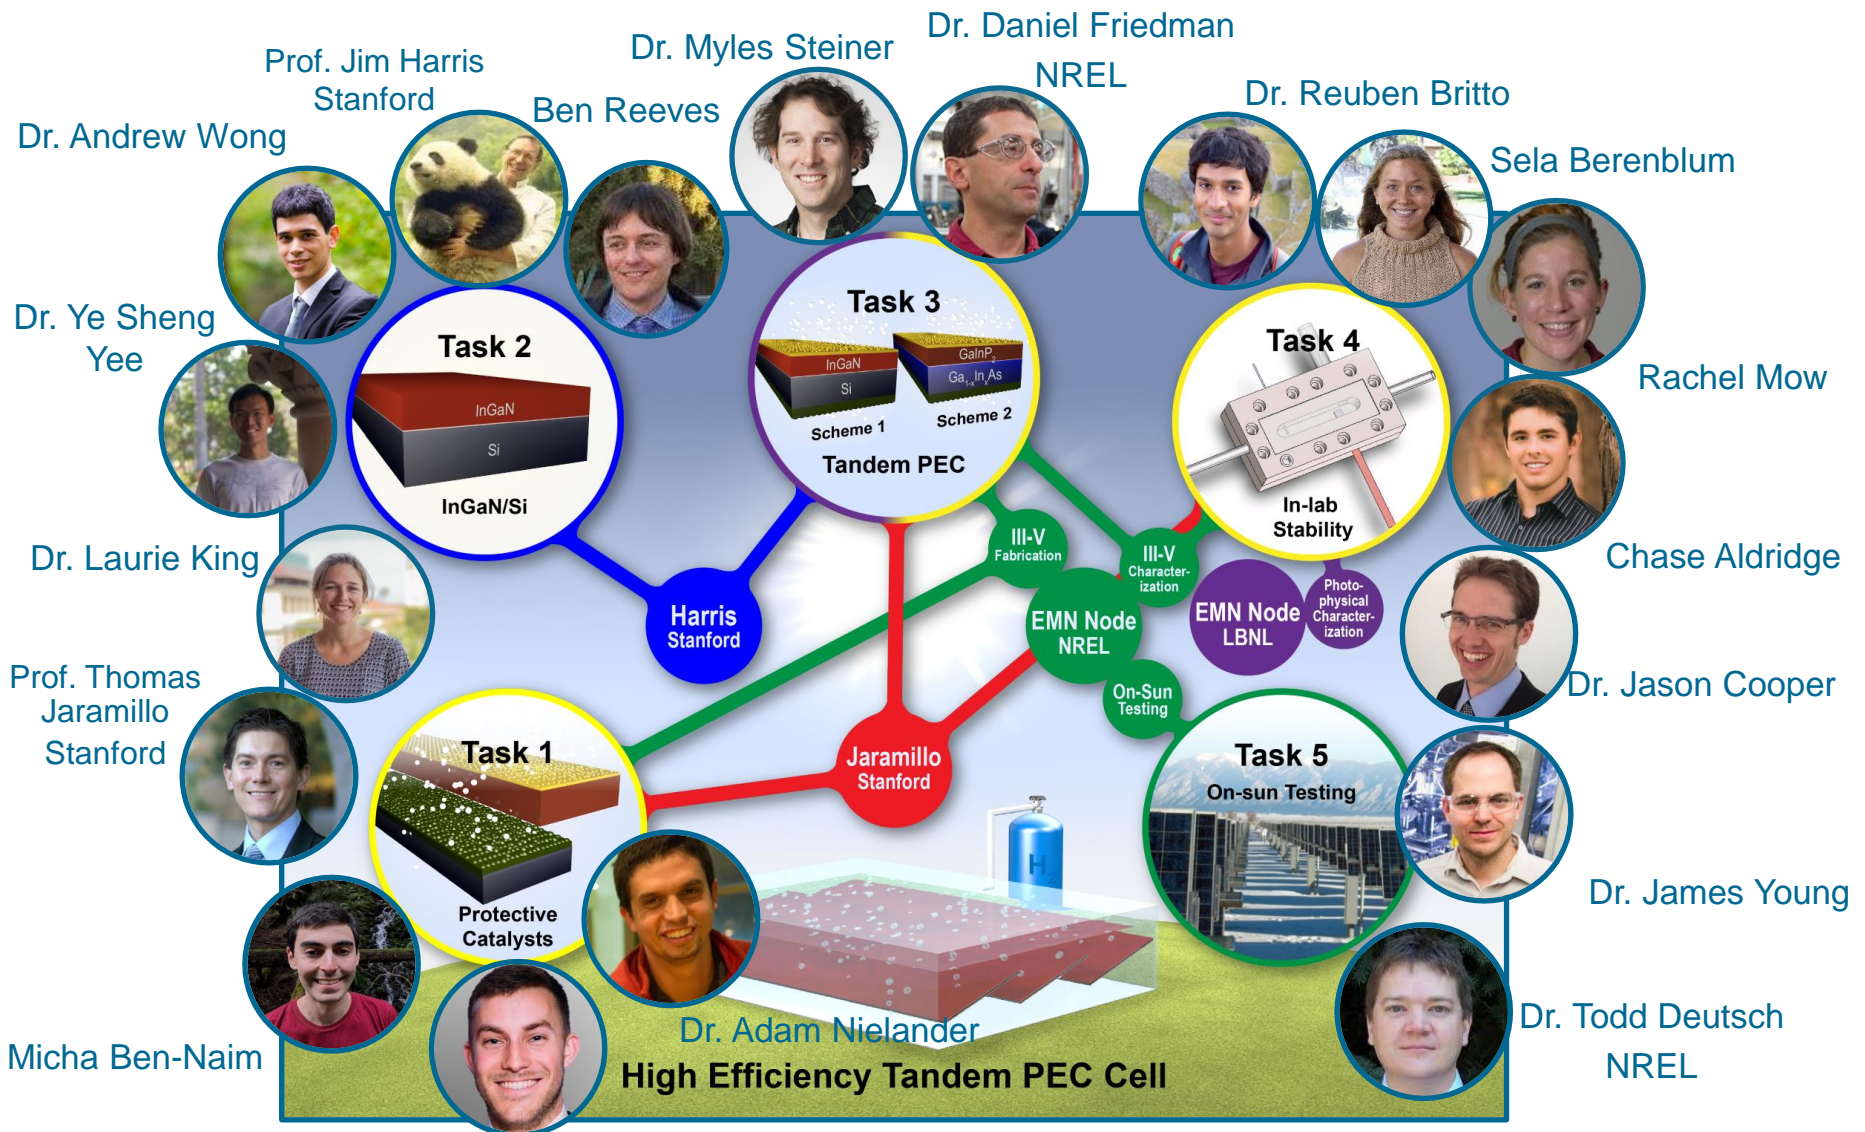 Dr. Daniel Friedman
NREL
Dr. Myles Steiner
Prof. Jim Harris
Stanford
Ben Reeves
Dr. Reuben Britto
Dr. Andrew Wong
Sela Berenblum
Dr. Ye Sheng
Yee
Rachel Mow
Task 2
InGaN
Si
InGaN/Si
Task 3
InGaN
Si
Scheme 1
GaInP₂
Ga₁₋ₓInₓAs
Scheme 2
Tandem PEC
Task 4
In-lab
Stability
Dr. Laurie King
Chase Aldridge
III-V
Fabrication
III-V
Character-
ization
Harris
Stanford
EMN Node
NREL
EMN Node
LBNL
Photo-
physical
Character-
ization
Prof. Thomas
Jaramillo
Stanford
Dr. Jason Cooper
On-Sun
Testing
Jaramillo
Stanford
Task 1
Protective
Catalysts
Task 5
On-sun Testing
H
Dr. James Young
Dr. Adam Nielander
Micha Ben-Naim
Dr. Todd Deutsch
NREL
High Efficiency Tandem PEC Cell